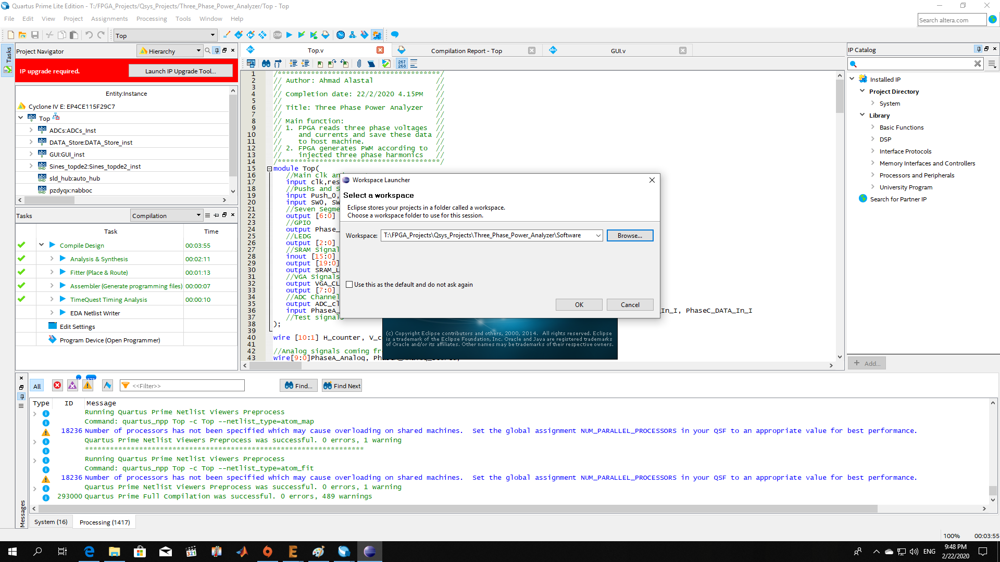 Quartus Prime Lite Edition - T:/FPGA_Projects/Qsys_Projects/Three_Phase_Power_Analyzer/Top - Top
File Edit View Project Assignments Processing Tools Window Help
Search altera.com
Top
STOP
Tasks
Project Navigator
Hierarchy
IP upgrade required.
Launch IP Upgrade Tool...
Entity:Instance
Cyclone IV E: EP4CE115F29C7
Top
ADCs:ADCs_Inst
DATA_Store:DATA_Store_inst
GUI:GUI_inst
Sines_topde2:Sines_topde2_inst
sld_hub:auto_hub
pzdyqx:nabboc
Tasks
Compilation
Task Time
Compile Design 00:03:55
Analysis & Synthesis 00:02:11
Fitter (Place & Route) 00:01:13
Assembler (Generate programming files) 00:00:07
TimeQuest Timing Analysis 00:00:10
EDA Netlist Writer
Edit Settings
Program Device (Open Programmer)
Top.v
Compilation Report - Top
GUI.v
267
268
1 /***************************************/
2 // Author: Ahmad Alastal //
3 // //
4 // Completion date: 22/2/2020 4.15PM //
5 // //
6 // Title: Three Phase Power Analyzer //
7 // //
8 // Main function: //
9 // 1. FPGA reads three phase voltages //
10 // and currents and save these data //
11 // to host machine. //
12 // 2. FPGA generates PWM according to //
13 // injected three phase harmonics //
14 /***************************************/
15 module Top(
16 //Main clk an
17 input clk,res
18 //Pushs and S
19 input Push_0,
20 input SW0, SW
21 //Seven Segme
22 output [6:0]
23 //GPIO
24 output Phase_
25 //LEDG
26 output [2:0]
27 //SRAM Signal
28 inout [15:0]
29 output [19:0]
30 output SRAM_L
31 //VGA Signals
32 output VGA_CL
33 output [7:0]
34 //ADC Channel
35 output ADC_cl
36 input PhaseA_ _In_I, PhaseC_DATA_In_I
37 //Test signals
38 );
39
40 wire [10:1] H_counter, V_c
41
42 //Analog signals coming fr
43 wire[9:0]PhaseA_Analog,
Workspace Launcher
Select a workspace
Eclipse stores your projects in a folder called a workspace.
Choose a workspace folder to use for this session.
Workspace: T:\FPGA_Projects\Qsys_Projects\Three_Phase_Power_Analyzer\Software
Browse...
Use this as the default and do not ask again
OK
Cancel
(c) Copyright Eclipse contributors and others, 2000, 2014. All rights reserved. Eclipse
is a trademark of the Eclipse Foundation, Inc. Oracle and Java are registered trademarks
of Oracle and/or its affiliates. Other names may be trademarks of their respective owners.
IP Catalog
Installed IP
Project Directory
System
Library
Basic Functions
DSP
Interface Protocols
Memory Interfaces and Controllers
Processors and Peripherals
University Program
Search for Partner IP
+ Add...
All
<<Filter>>
Find...
Find Next
Type ID Message
Running Quartus Prime Netlist Viewers Preprocess
Command: quartus_npp Top -c Top --netlist_type=atom_map
18236 Number of processors has not been specified which may cause overloading on shared machines. Set the global assignment NUM_PARALLEL_PROCESSORS in your QSF to an appropriate value for best performance.
Quartus Prime Netlist Viewers Preprocess was successful. 0 errors, 1 warning
*******************************************************************
Running Quartus Prime Netlist Viewers Preprocess
Command: quartus_npp Top -c Top --netlist_type=atom_fit
18236 Number of processors has not been specified which may cause overloading on shared machines. Set the global assignment NUM_PARALLEL_PROCESSORS in your QSF to an appropriate value for best performance.
Quartus Prime Netlist Viewers Preprocess was successful. 0 errors, 1 warning
293000 Quartus Prime Full Compilation was successful. 0 errors, 489 warnings
Messages
System (16)
Processing (1417)
100% 00:03:55
ENG
9:48 PM
2/22/2020